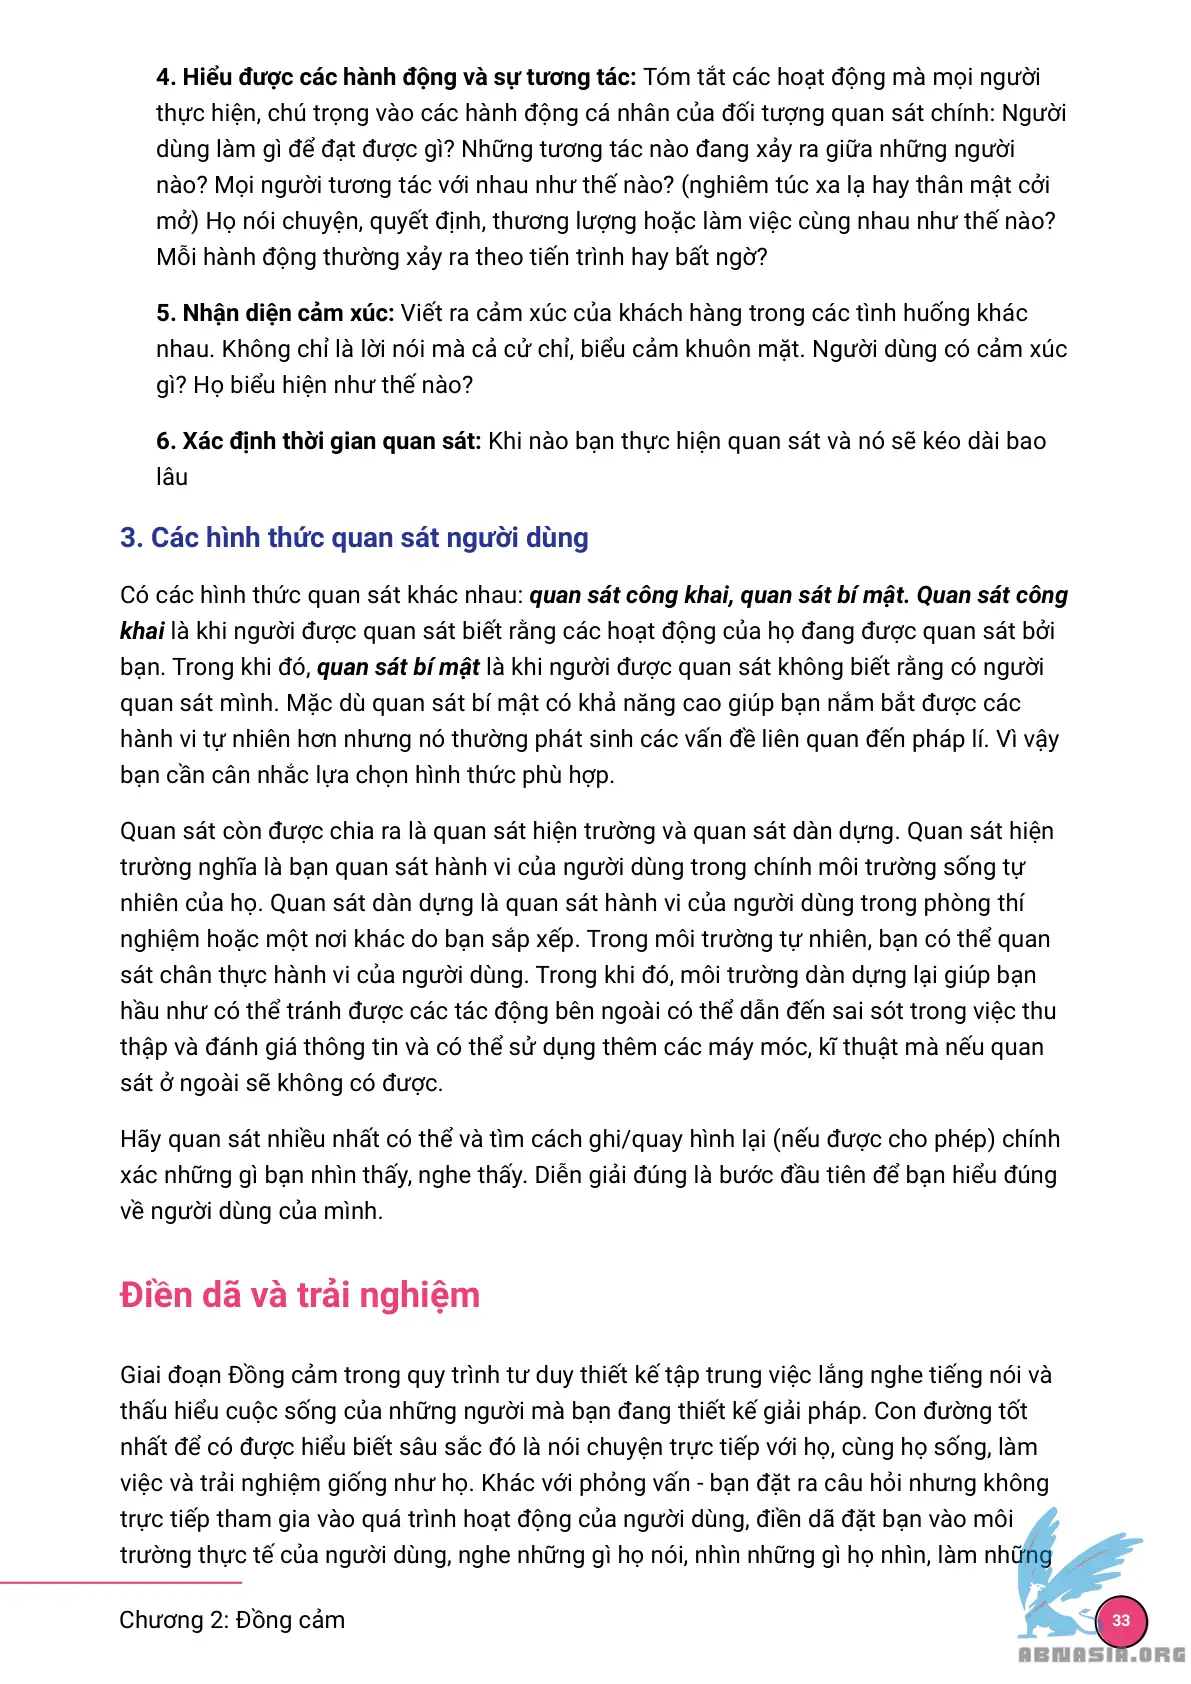 4. Hiểu được các hành động và sự tương tác: Tóm tắt các hoạt động mà mọi người
thực hiện, chú trọng vào các hành động cá nhân của đối tượng quan sát chính: Người
dùng làm gì để đạt được gì? Những tương tác nào đang xảy ra giữa những người
nào? Mọi người tương tác với nhau như thế nào? (nghiêm túc xa lạ hay thân mật cởi
mở) Họ nói chuyện, quyết định, thương lượng hoặc làm việc cùng nhau như thế nào?
Mỗi hành động thường xảy ra theo tiến trình hay bất ngờ?
5. Nhận diện cảm xúc: Viết ra cảm xúc của khách hàng trong các tình huống khác
nhau. Không chỉ là lời nói mà cả cử chỉ, biểu cảm khuôn mặt. Người dùng có cảm xúc
gì? Họ biểu hiện như thế nào?
6. Xác định thời gian quan sát: Khi nào bạn thực hiện quan sát và nó sẽ kéo dài bao
lâu
3. Các hình thức quan sát người dùng
Có các hình thức quan sát khác nhau: quan sát công khai, quan sát bí mật. Quan sát công
khai là khi người được quan sát biết rằng các hoạt động của họ đang được quan sát bởi
bạn. Trong khi đó, quan sát bí mật là khi người được quan sát không biết rằng có người
quan sát mình. Mặc dù quan sát bí mật có khả năng cao giúp bạn nắm bắt được các
hành vi tự nhiên hơn nhưng nó thường phát sinh các vấn đề liên quan đến pháp lí. Vì vậy
bạn cần cân nhắc lựa chọn hình thức phù hợp.
Quan sát còn được chia ra là quan sát hiện trường và quan sát dàn dựng. Quan sát hiện
trường nghĩa là bạn quan sát hành vi của người dùng trong chính môi trường sống tự
nhiên của họ. Quan sát dàn dựng là quan sát hành vi của người dùng trong phòng thí
nghiệm hoặc một nơi khác do bạn sắp xếp. Trong môi trường tự nhiên, bạn có thể quan
sát chân thực hành vi của người dùng. Trong khi đó, môi trường dàn dựng lại giúp bạn
hầu như có thể tránh được các tác động bên ngoài có thể dẫn đến sai sót trong việc thu
thập và đánh giá thông tin và có thể sử dụng thêm các máy móc, kĩ thuật mà nếu quan
sát ở ngoài sẽ không có được.
Hãy quan sát nhiều nhất có thể và tìm cách ghi/quay hình lại (nếu được cho phép) chính
xác những gì bạn nhìn thấy, nghe thấy. Diễn giải đúng là bước đầu tiên để bạn hiểu đúng
về người dùng của mình.
Điền dã và trải nghiệm
Giai đoạn Đồng cảm trong quy trình tư duy thiết kế tập trung việc lắng nghe tiếng nói và
thấu hiểu cuộc sống của những người mà bạn đang thiết kế giải pháp. Con đường tốt
nhất để có được hiểu biết sâu sắc đó là nói chuyện trực tiếp với họ, cùng họ sống, làm
việc và trải nghiệm giống như họ. Khác với phỏng vấn - bạn đặt ra câu hỏi nhưng không
trực tiếp tham gia vào quá trình hoạt động của người dùng, điền dã đặt bạn vào môi
trường thực tế của người dùng, nghe những gì họ nói, nhìn những gì họ nhìn, làm những
Chương 2: Đồng cảm
33
ABNASIA.ORG